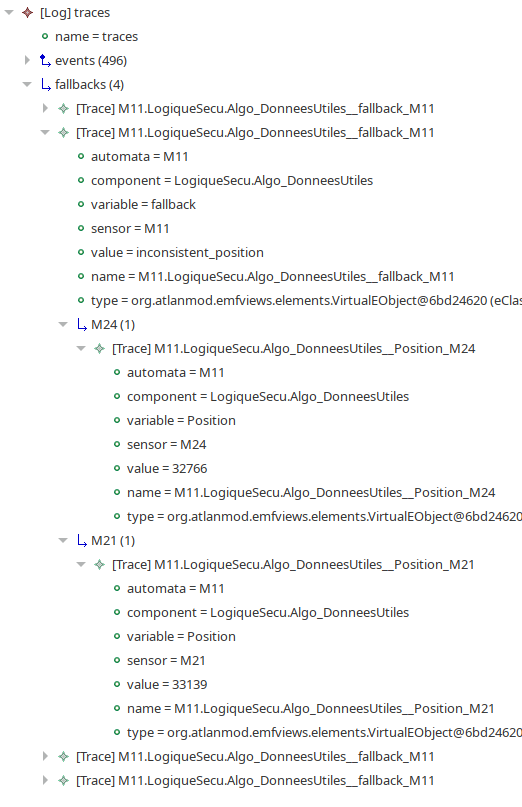 [Log] traces
name = traces
events (496)
fallbacks (4)
[Trace] M11.LogiqueSecu.Algo_DonneesUtiles__fallback_M11
[Trace] M11.LogiqueSecu.Algo_DonneesUtiles__fallback_M11
automata = M11
component = LogiqueSecu.Algo_DonneesUtiles
variable = fallback
sensor = M11
value = inconsistent_position
name = M11.LogiqueSecu.Algo_DonneesUtiles__fallback_M11
type = org.atlanmod.emfviews.elements.VirtualEObject@6bd24620 (eClas
M24 (1)
[Trace] M11.LogiqueSecu.Algo_DonneesUtiles__Position_M24
automata = M11
component = LogiqueSecu.Algo_DonneesUtiles
variable = Position
sensor = M24
value = 32766
name = M11.LogiqueSecu.Algo_DonneesUtiles__Position_M24
type = org.atlanmod.emfviews.elements.VirtualEObject@6bd24620
M21 (1)
[Trace] M11.LogiqueSecu.Algo_DonneesUtiles__Position_M21
automata = M11
component = LogiqueSecu.Algo_DonneesUtiles
variable = Position
sensor = M21
value = 33139
name = M11.LogiqueSecu.Algo_DonneesUtiles__Position_M21
type = org.atlanmod.emfviews.elements.VirtualEObject@6bd24620
[Trace] M11.LogiqueSecu.Algo_DonneesUtiles__fallback_M11
[Trace] M11.LogiqueSecu.Algo_DonneesUtiles__fallback_M11